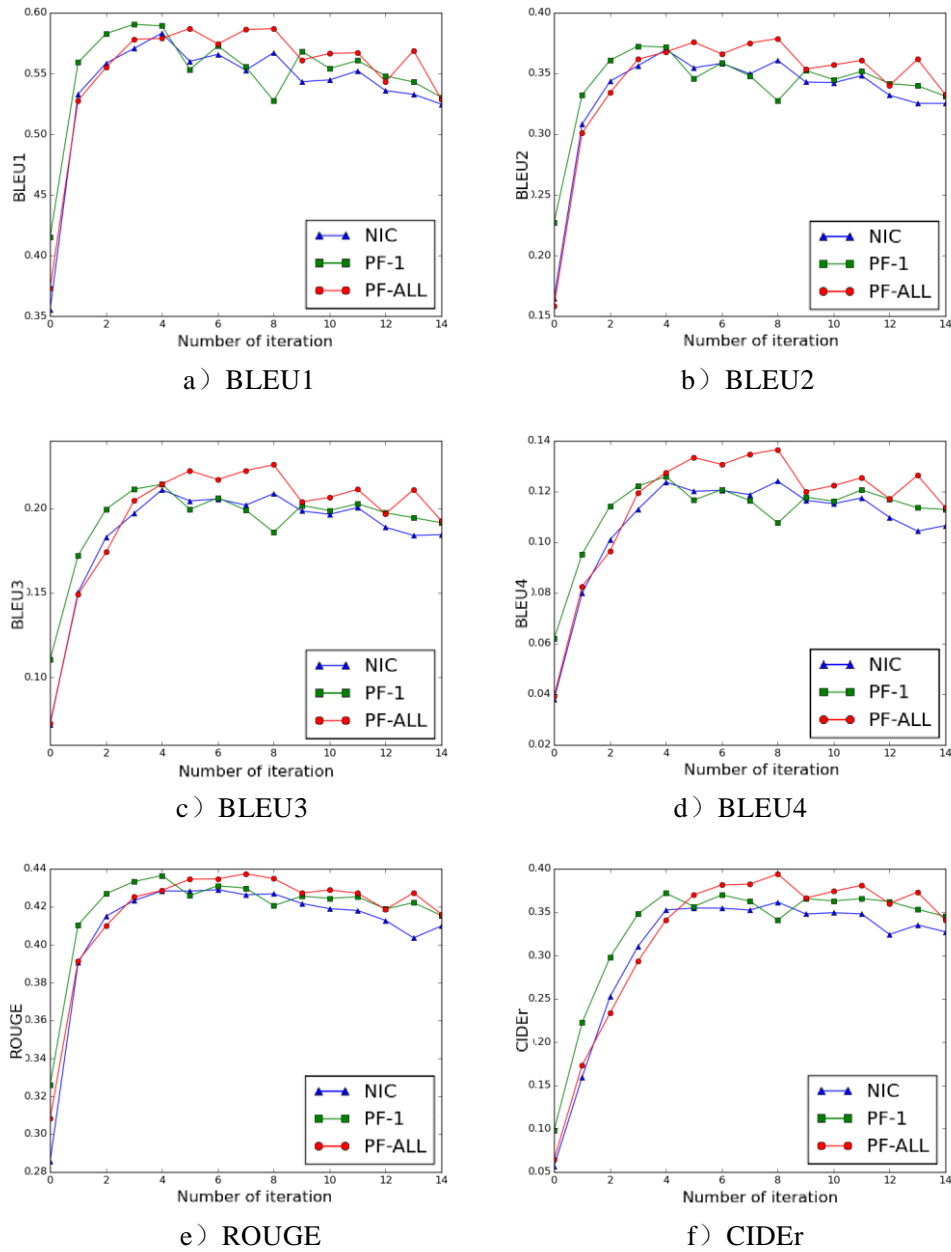 0.60
0.55
0.50
.45
0.40
0.35
BLEU1
0 2 4 6 8 10 12 14
Number of iteration
NIC
PF-1
PF-ALL
a）BLEU1
0.40
0.35
0.30
0.25
0.20
0.15
BLEU2
0 2 4 6 8 10 12 14
Number of iteration
NIC
PF-1
PF-ALL
b）BLEU2
0.20
0.15
0.10
BLEU3
0 2 4 6 8 10 12 14
Number of iteration
NIC
PF-1
PF-ALL
c）BLEU3
0.14
0.12
0.10
0.08
0.06
0.04
0.02
BLEU4
0 2 4 6 8 10 12 14
Number of iteration
NIC
PF-1
PF-ALL
d）BLEU4
0.44
0.42
0.40
0.38
0.36
0.34
0.32
0.30
0.28
ROUGE
0 2 4 6 8 10 12 14
Number of iteration
NIC
PF-1
PF-ALL
e）ROUGE
0.40
0.35
0.30
0.25
0.20
0.15
0.10
0.05
CIDEr
0 2 4 6 8 10 12 14
Number of iteration
NIC
PF-1
PF-ALL
f）CIDEr